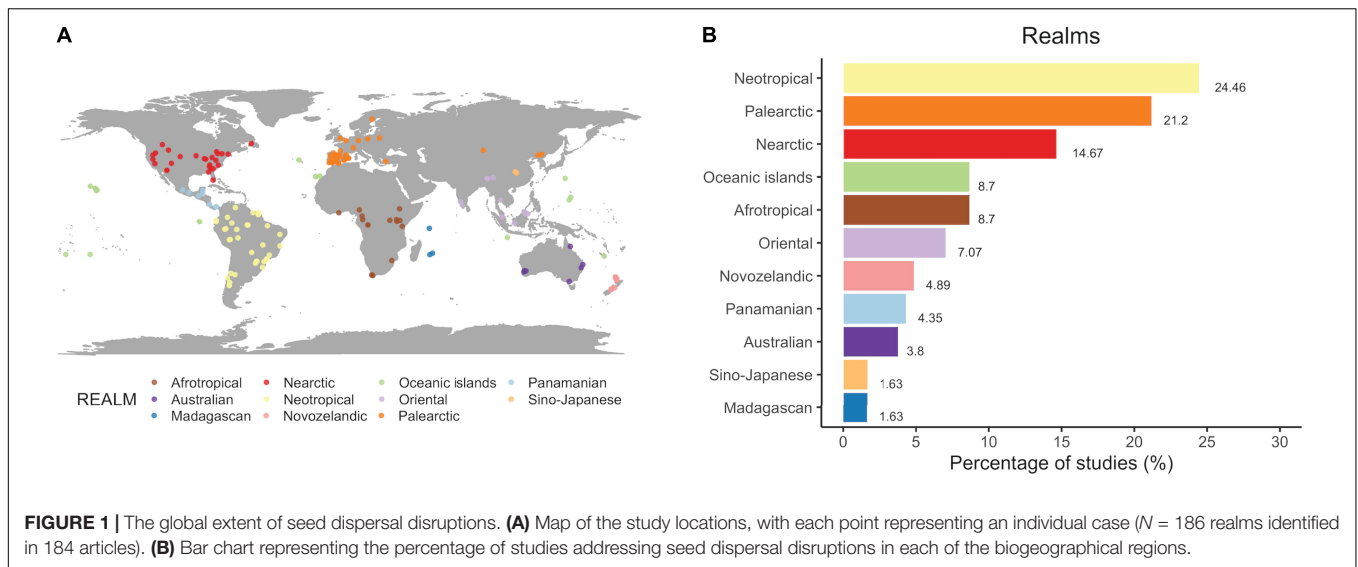 A
REALM
Afrotropical
Nearctic
Oceanic islands
Panamanian
Australian
Neotropical
Oriental
Sino-Japanese
Madagascan
Novozelandic
Palearctic
B
Realms
Neotropical
24.46
Palearctic
21.2
Nearctic
14.67
Oceanic islands
8.7
Afrotropical
8.7
Oriental
7.07
Novozelandic
4.89
Panamanian
4.35
Australian
3.8
Sino-Japanese
1.63
Madagascan
1.63
0 5 10 15 20 25 30
Percentage of studies (%)
FIGURE 1 | The global extent of seed dispersal disruptions. (A) Map of the study locations, with each point representing an individual case (N = 186 realms identified
in 184 articles). (B) Bar chart representing the percentage of studies addressing seed dispersal disruptions in each of the biogeographical regions.